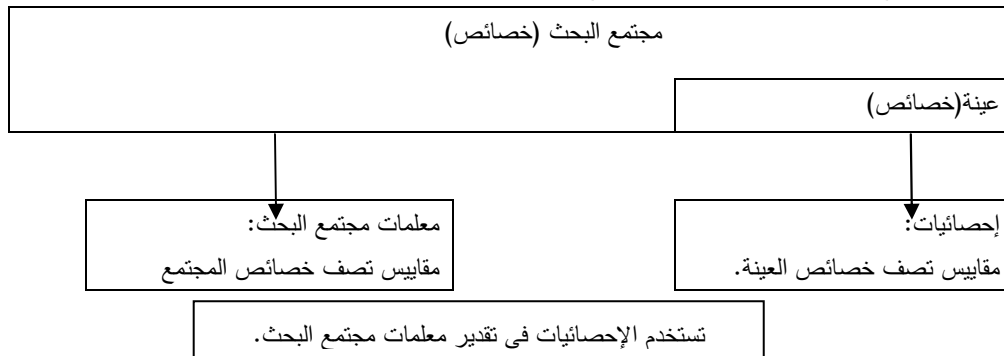 مجتمع البحث (خصائص)
عينة(خصائص)
إحصائيات:
مقاييس تصف خصائص العينة.
معلمات مجتمع البحث:
مقاييس تصف خصائص المجتمع
تستخدم الإحصائيات في تقدير معلمات مجتمع البحث.